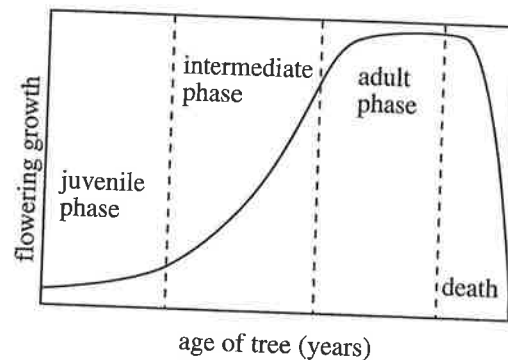 flowering growth
juvenile
phase
intermediate
phase
adult
phase
death
age of tree (years)